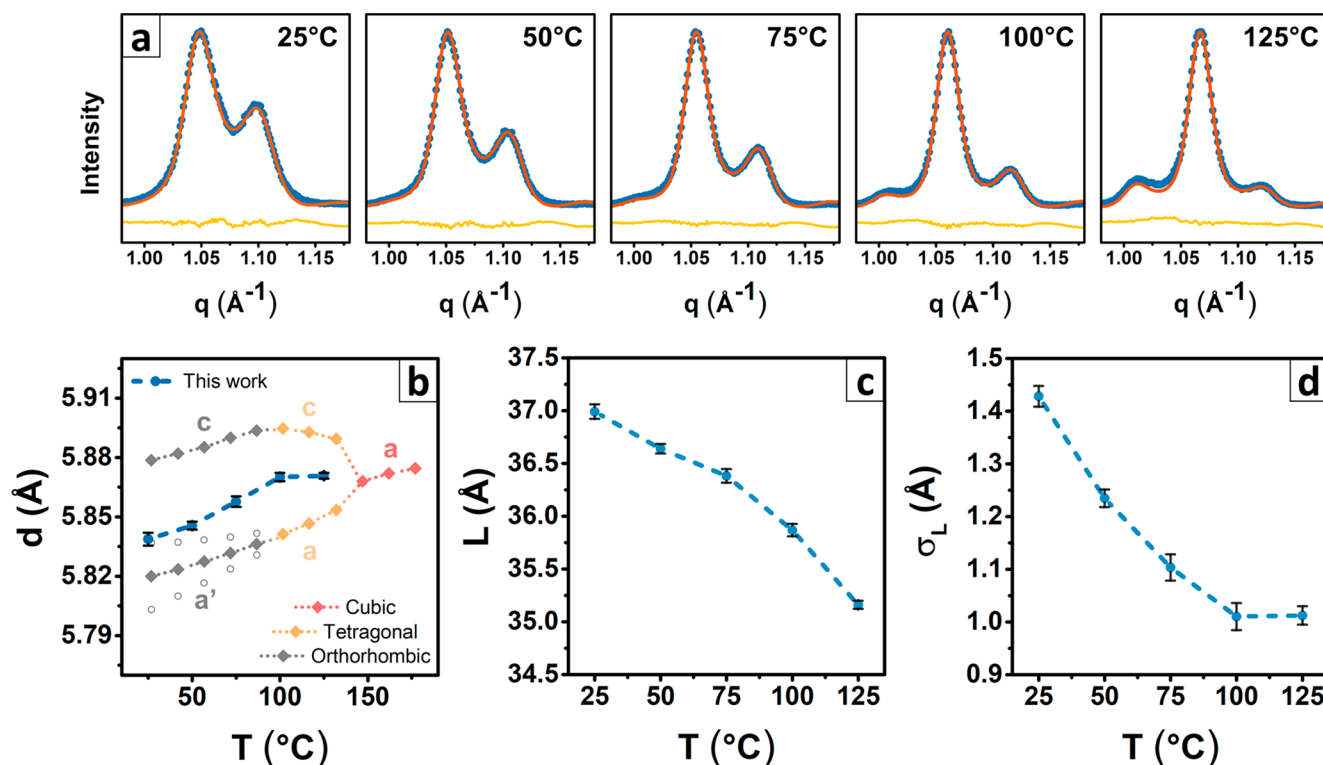 a
25°C
50°C
75°C
100°C
125°C
Intensity
1.00 1.05 1.10 1.15
1.00 1.05 1.10 1.15
1.00 1.05 1.10 1.15
1.00 1.05 1.10 1.15
1.00 1.05 1.10 1.15
q (Å-1)
q (Å-1)
q (Å-1)
q (Å-1)
q (Å-1)
b
This work
c
c
a
a
a'
Cubic
Tetragonal
Orthorhombic
d (Å)
5.91
5.88
5.85
5.82
5.79
50 100 150
T (°C)
c
L (Å)
37.5
37.0
36.5
36.0
35.5
35.0
34.5
25 50 75 100 125
T (°C)
d
σL (Å)
1.5
1.4
1.3
1.2
1.1
1.0
0.9
25 50 75 100 125
T (°C)